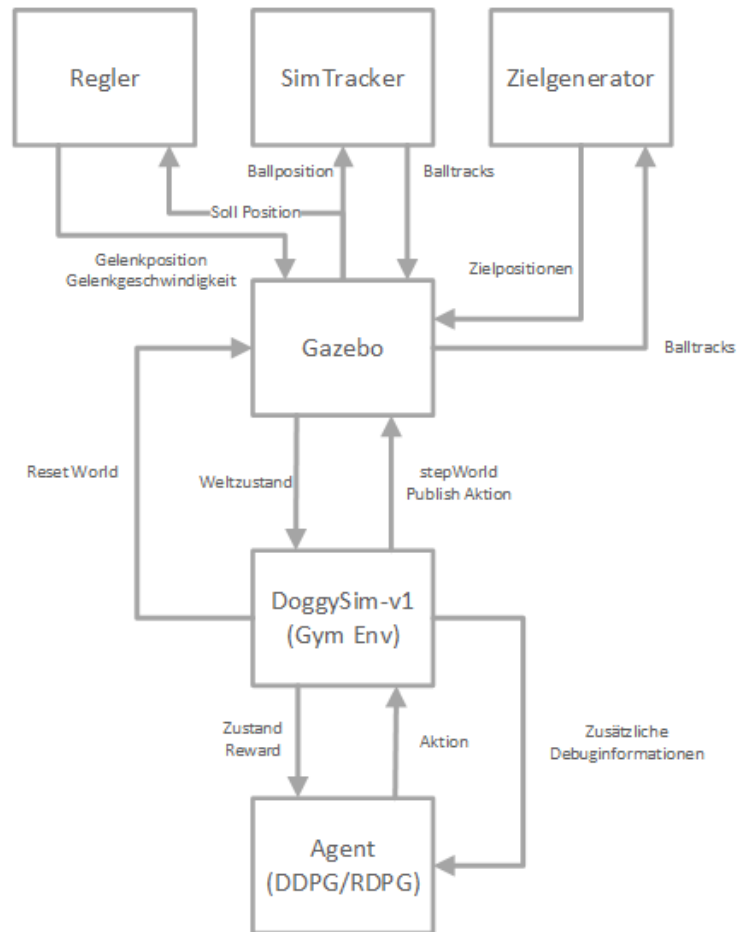 Regler
SimTracker
Zielgenerator
Ballposition
Balltracks
Soll Position
Gelenkposition
Gelenkgeschwindigkeit
Zielpositionen
Gazebo
Balltracks
Reset World
Weltzustand
stepWorld
Publish Aktion
DoggySim-v1
(Gym Env)
Zustand
Reward
Aktion
Zusätzliche
Debuginformationen
Agent
(DDPG/RDPG)